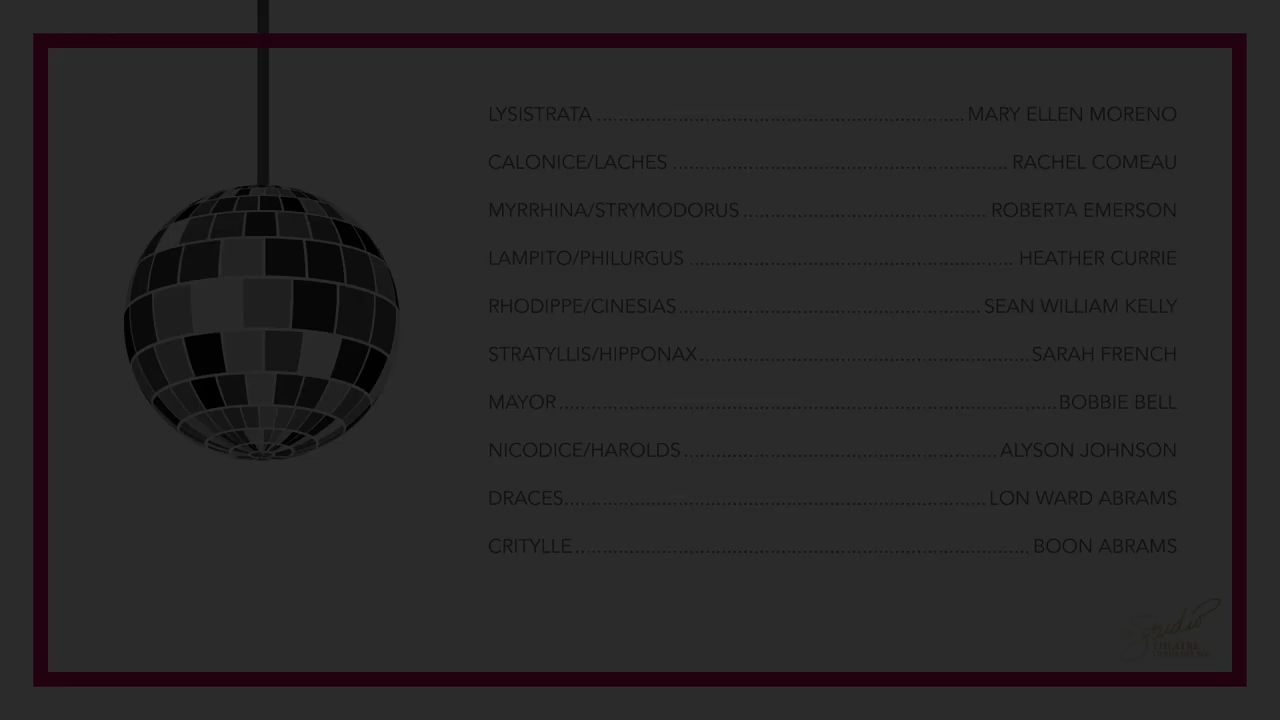 LYSISTRATA ........................................................................ MARY ELLEN MORENO
CALONICE/LACHES .................................................................. RACHEL COMEAU
MYRRHINA/STRYMODORUS ................................................ ROBERTA EMERSON
LAMPITO/PHILURGUS ................................................................ HEATHER CURRIE
RHODIPPE/CINESIAS ............................................................ SEAN WILLIAM KELLY
STRATYLLIS/HIPPONAX .................................................................. SARAH FRENCH
MAYOR .................................................................................................. BOBBIE BELL
NICODICE/HAROLDS .............................................................. ALYSON JOHNSON
DRACES .................................................................................... LON WARD ABRAMS
CRITYLLE .......................................................................................... BOON ABRAMS
Studio
THEATRE